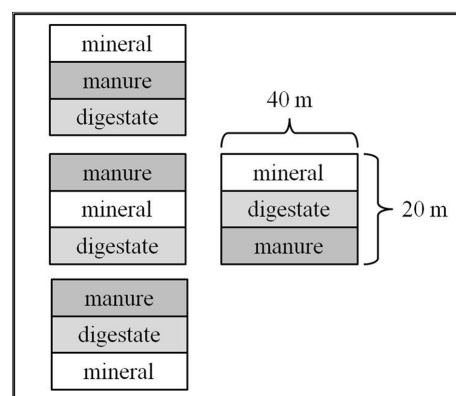 mineral
manure
digestate
40 m
manure
mineral
digestate
mineral
digestate
manure
20 m
manure
digestate
mineral